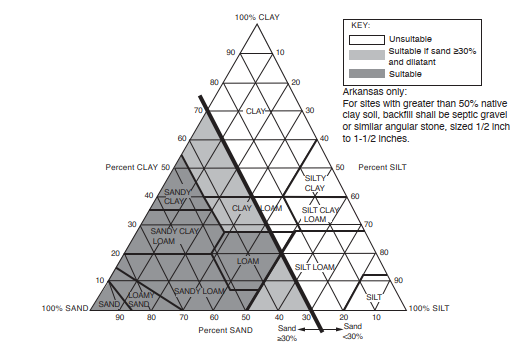 100% CLAY
KEY:
Unsuitable
Suitable if sand ≥30%
and dilatant
Suitable
Arkansas only:
For sites with greater than 50% native
clay soil, backfill shall be septic gravel
or similar angular stone, sized 1/2 inch
to 1-1/2 inches.
90 10
80 20
70 CLAY 30
60 40
Percent CLAY 50 50 Percent SILT
SILTY
CLAY
40 SANDY
CLAY 60
CLAY LOAM SILT CLAY
LOAM
30 SANDY CLAY
LOAM 70
20 LOAM SILT LOAM 80
10 SAND LOAMY
SAND SANDY LOAM SILT 90
100% SAND 100% SILT
90 80 70 60 50 40 30 20 10
Percent SAND
Sand
≥30%
Sand
<30%